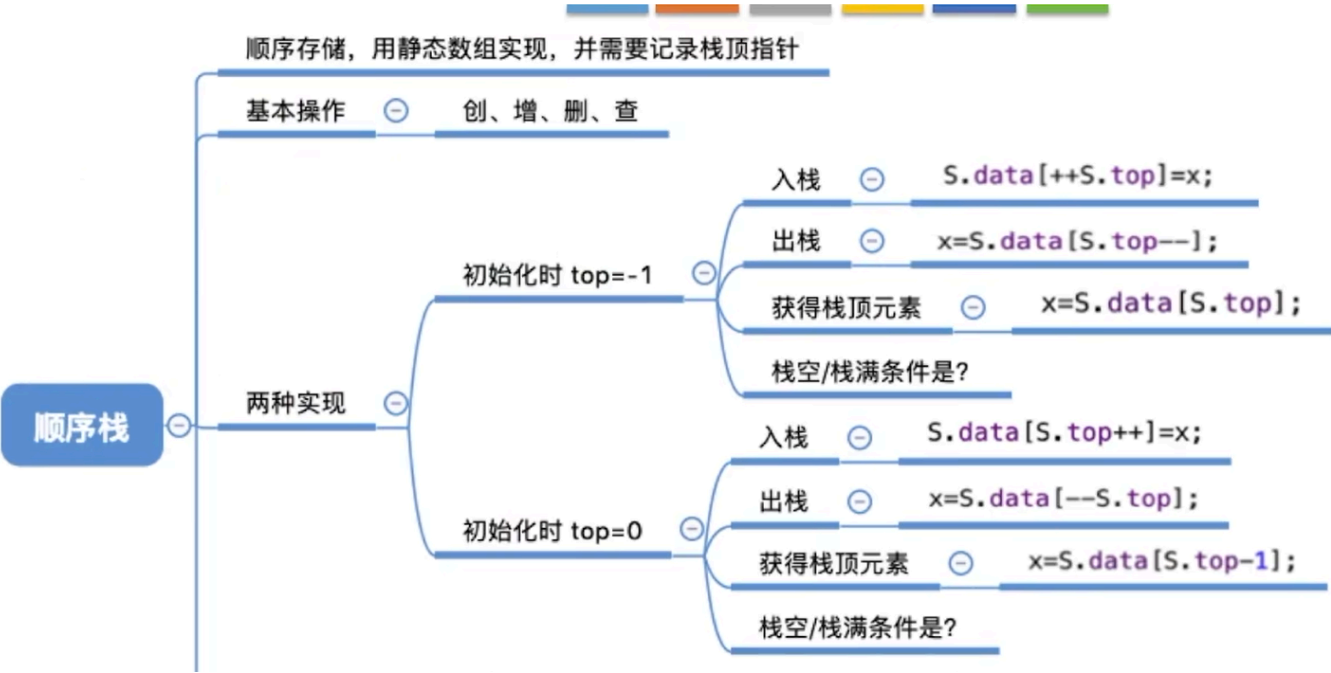 顺序存储，用静态数组实现，并需要记录栈顶指针
基本操作
创、增、删、查
顺序栈
两种实现
初始化时 top=-1
入栈
S.data[++S.top]=x;
出栈
x=S.data[S.top--];
获得栈顶元素
x=S.data[S.top];
栈空/栈满条件是?
初始化时 top=0
入栈
S.data[S.top++]=x;
出栈
x=S.data[--S.top];
获得栈顶元素
x=S.data[S.top-1];
栈空/栈满条件是?